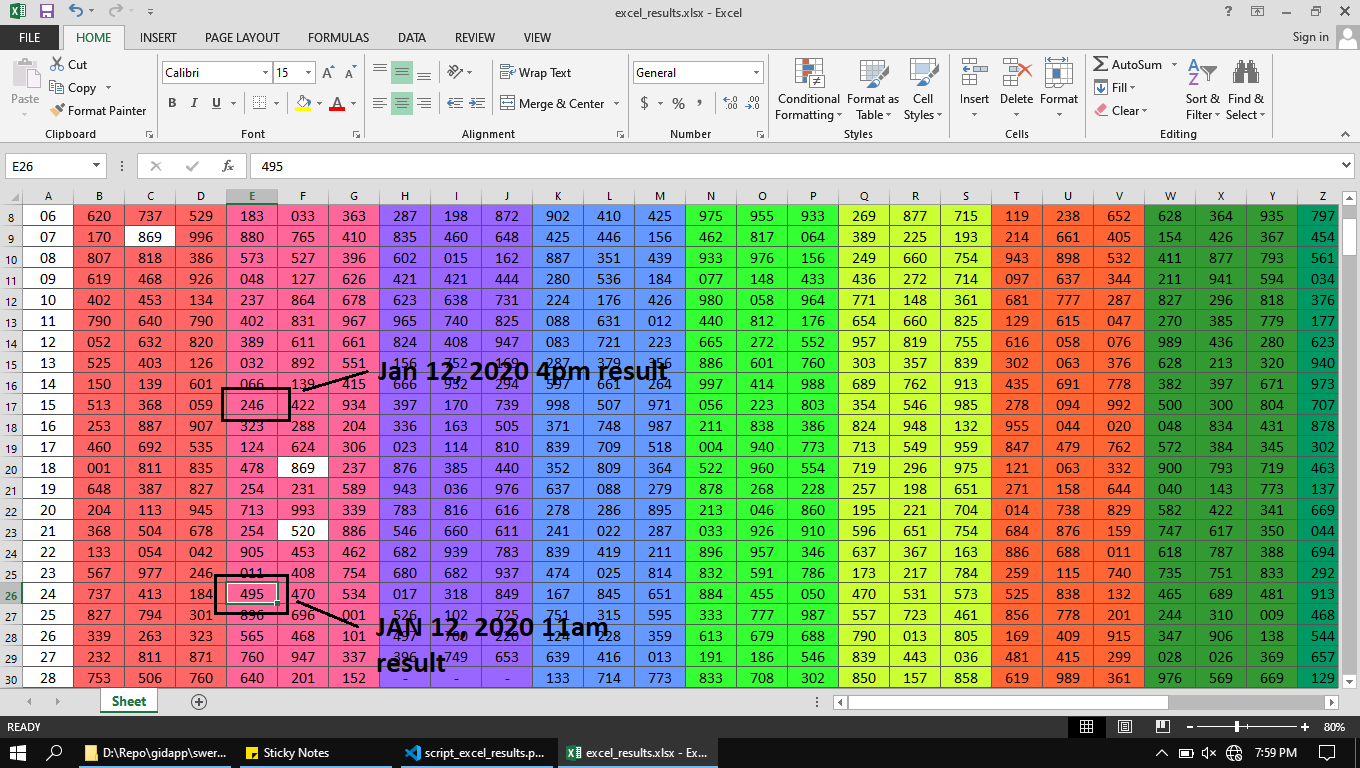 excel_results.xlsx - Excel
FILE HOME INSERT PAGE LAYOUT FORMULAS DATA REVIEW VIEW Sign in
Paste Cut Copy Format Painter Clipboard
Calibri 15 B I U Font
Wrap Text Merge & Center Alignment
General $ % Number
Conditional Formatting Format as Table Cell Styles Styles
Insert Delete Format Cells
AutoSum Fill Clear Sort & Filter Find & Select Editing
E26 fx 495
A B C D E F G H I J K L M N O P Q R S T U V W X Y Z
8 06 620 737 529 183 033 363 287 198 872 902 410 425 975 955 933 269 877 715 119 238 652 628 364 935 797
9 07 170 869 996 880 765 410 835 460 648 425 446 156 462 817 064 389 225 193 214 661 405 154 426 367 454
10 08 807 818 386 573 527 396 602 015 162 887 351 439 933 976 156 249 660 754 943 898 532 411 877 793 561
11 09 619 468 926 048 127 626 421 421 444 280 536 184 077 148 433 436 272 714 097 637 344 211 941 594 034
12 10 402 453 134 237 864 678 623 638 731 224 176 426 980 058 964 771 148 361 681 777 287 827 296 818 376
13 11 790 640 790 402 831 967 965 740 825 088 631 012 440 812 176 654 660 825 129 615 047 270 385 779 177
14 12 052 632 820 389 611 661 824 408 947 083 721 223 665 272 552 957 819 755 616 058 076 989 436 280 623
15 13 525 403 126 032 892 551 156 752 169 287 379 356 886 601 760 303 357 839 302 063 376 628 213 320 940
Jan 12, 2020 4pm result
16 14 150 139 601 066 139 415 666 952 294 997 661 264 997 414 988 689 762 913 435 691 778 382 397 671 973
17 15 513 368 059 246 422 934 397 170 739 998 507 971 056 223 803 354 546 985 278 094 992 500 300 804 707
18 16 253 887 907 323 288 204 336 163 505 371 748 987 211 838 386 824 948 132 955 044 020 048 834 431 878
19 17 460 692 535 124 624 306 023 114 810 839 709 518 004 940 773 713 549 959 847 479 762 572 384 345 302
20 18 001 811 835 478 869 237 876 385 440 352 809 364 522 960 554 719 296 975 121 063 332 900 793 719 463
21 19 648 387 827 254 231 589 943 036 976 637 088 279 878 268 228 257 198 651 271 158 644 040 143 773 137
22 20 204 113 945 713 993 339 783 816 616 278 286 895 213 046 860 195 221 704 014 738 829 582 422 341 669
23 21 368 504 678 254 520 886 546 660 611 241 022 287 033 926 910 596 651 754 684 876 159 747 617 350 044
24 22 133 054 042 905 453 462 682 939 783 839 419 211 896 957 346 637 367 163 886 688 011 618 787 388 694
25 23 567 977 246 011 408 754 680 682 937 474 025 814 832 591 786 173 217 784 259 115 740 735 751 833 292
26 24 737 413 184 495 470 534 017 318 849 167 845 651 884 455 050 470 531 573 525 838 132 465 689 481 913
27 25 827 794 301 896 696 001 526 102 725 751 315 595 333 777 987 557 723 461 856 778 201 244 310 009 468
JAN 12, 2020 11am
28 26 339 263 323 565 468 101 700 220 228 359 613 679 688 790 013 805 169 409 915 347 906 138 544
result
29 27 232 811 871 760 947 337 749 653 639 416 013 191 186 546 839 443 036 481 415 299 028 026 369 657
30 28 753 506 760 640 201 152 - - - 133 714 773 833 708 302 850 157 858 619 989 361 976 569 669 129
Sheet
READY 80%
D:\Repo\gidapp\swer... Sticky Notes script_excel_results.p... excel_results.xlsx - Ex... 7:59 PM